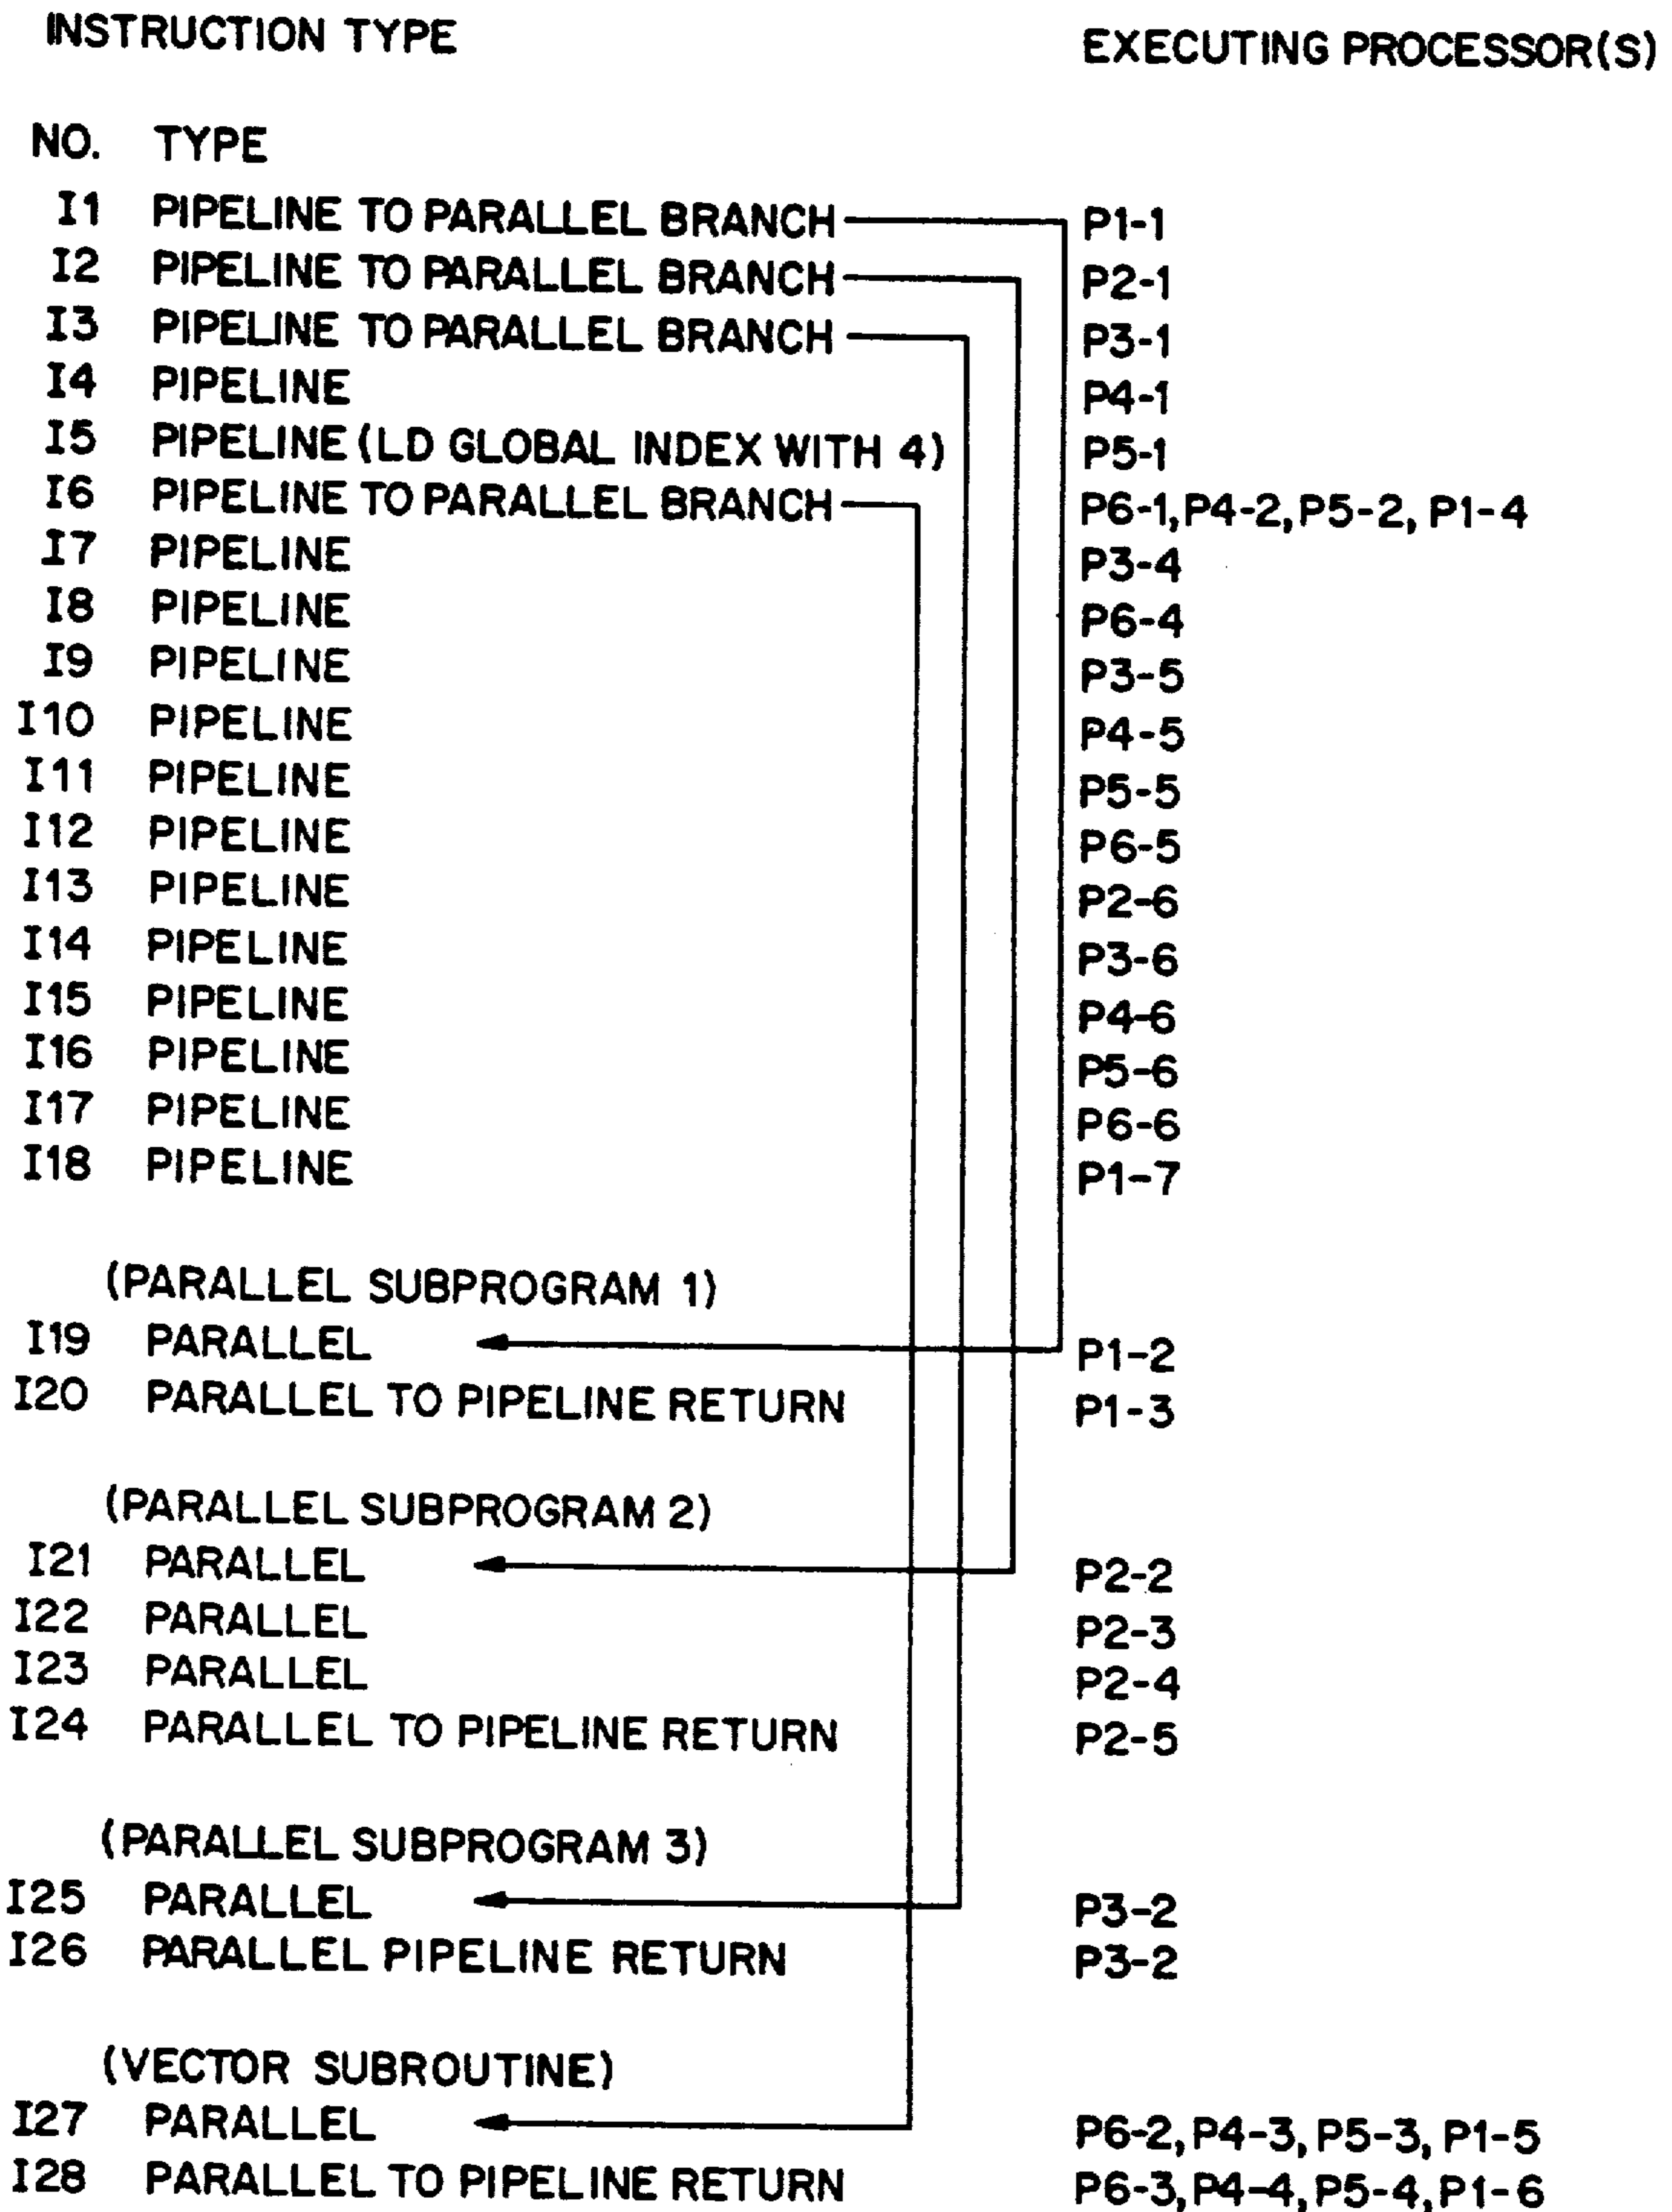 INSTRUCTION TYPE EXECUTING PROCESSOR(S)
NO. TYPE
I1 PIPELINE TO PARALLEL BRANCH P1-1
I2 PIPELINE TO PARALLEL BRANCH P2-1
I3 PIPELINE TO PARALLEL BRANCH P3-1
I4 PIPELINE P4-1
I5 PIPELINE (LD GLOBAL INDEX WITH 4) P5-1
I6 PIPELINE TO PARALLEL BRANCH P6-1, P4-2, P5-2, P1-4
I7 PIPELINE P3-4
I8 PIPELINE P6-4
I9 PIPELINE P3-5
I10 PIPELINE P4-5
I11 PIPELINE P5-5
I12 PIPELINE P6-5
I13 PIPELINE P2-6
I14 PIPELINE P3-6
I15 PIPELINE P4-6
I16 PIPELINE P5-6
I17 PIPELINE P6-6
I18 PIPELINE P1-7
(PARALLEL SUBPROGRAM 1)
I19 PARALLEL P1-2
I20 PARALLEL TO PIPELINE RETURN P1-3
(PARALLEL SUBPROGRAM 2)
I21 PARALLEL P2-2
I22 PARALLEL P2-3
I23 PARALLEL P2-4
I24 PARALLEL TO PIPELINE RETURN P2-5
(PARALLEL SUBPROGRAM 3)
I25 PARALLEL P3-2
I26 PARALLEL PIPELINE RETURN P3-2
(VECTOR SUBROUTINE)
I27 PARALLEL P6-2, P4-3, P5-3, P1-5
I28 PARALLEL TO PIPELINE RETURN P6-3, P4-4, P5-4, P1-6